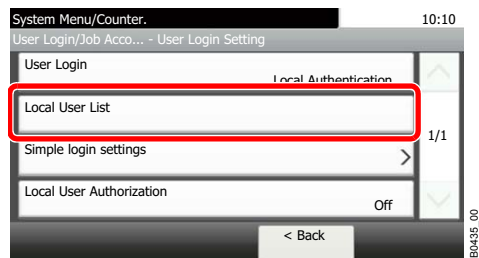 System Menu/Counter.
10:10
User Login/Job Acco... - User Login Setting
User Login
Local Authentication
Local User List
1/1
Simple login settings
Local User Authorization
Off
< Back
B0435_00